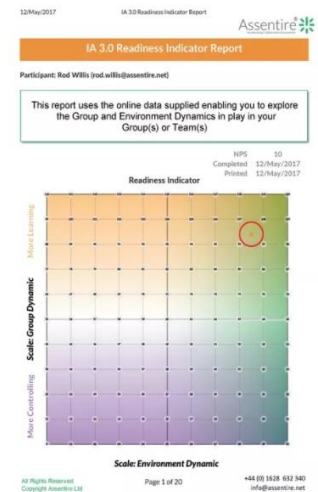 12/May/2017
IA 3.0 Readiness Indicator Report
Assentire
IA 3.0 Readiness Indicator Report
Participant: Rod Willis (rod.willis@assentire.net)
This report uses the online data supplied enabling you to explore
the Group and Environment Dynamics in play in your
Group(s) or Team(s)
NPS 10
Completed 12/May/2017
Printed 12/May/2017
Readiness Indicator
More Learning
Scale: Group Dynamic
More Controlling
Scale: Environment Dynamic
All Rights Reserved
Copyright Assentire Ltd
Page 1 of 20
+44 (0) 1628 632 340
info@assentire.net